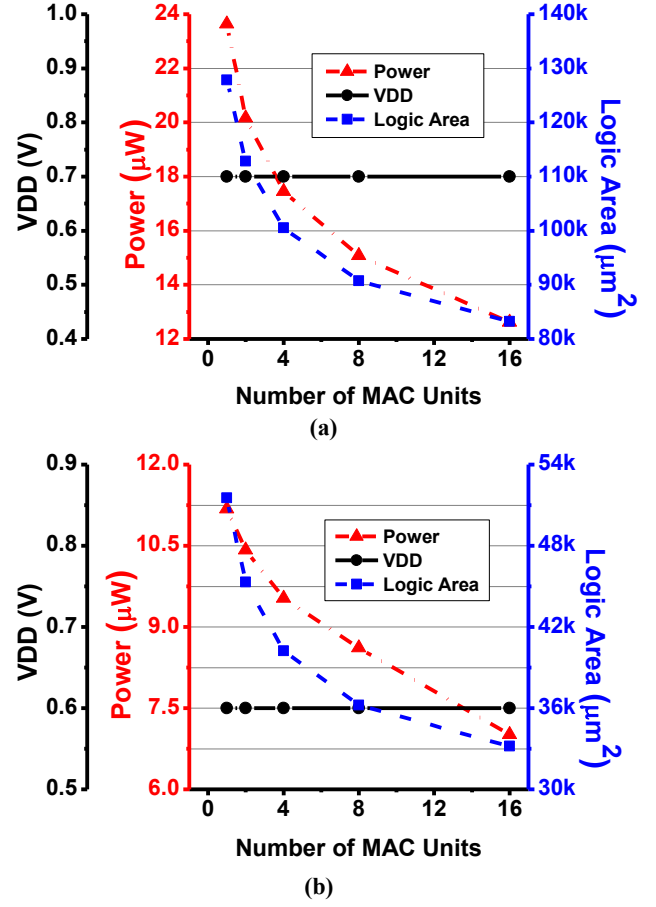 1.0
0.9
0.8
0.7
0.6
0.5
0.4
VDD (V)
24
22
20
18
16
14
12
Power (μW)
Power
VDD
Logic Area
140k
130k
120k
110k
100k
90k
80k
Logic Area (μm²)
0 4 8 12 16
Number of MAC Units
(a)
0.9
0.8
0.7
0.6
0.5
VDD (V)
12.0
10.5
9.0
7.5
6.0
Power (μW)
Power
VDD
Logic Area
54k
48k
42k
36k
30k
Logic Area (μm²)
0 4 8 12 16
Number of MAC Units
(b)